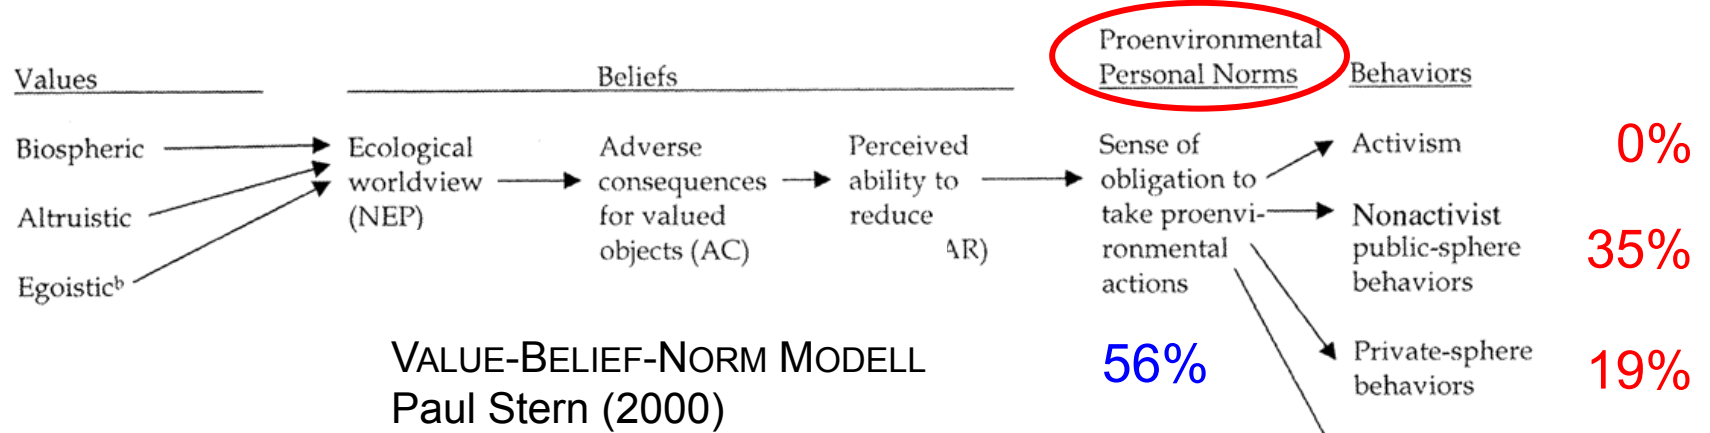 Proenvironmental
Values Beliefs Personal Norms Behaviors
Biospheric
Altruistic
Egoisticᵇ
Ecological
worldview
(NEP)
Adverse
consequences
for valued
objects (AC)
Perceived
ability to
reduce
AR)
Sense of
obligation to
take proenvi-
ronmental
actions
56%
Activism
0%
Nonactivist
public-sphere
behaviors
35%
Private-sphere
behaviors
19%
VALUE-BELIEF-NORM MODELL
Paul Stern (2000)